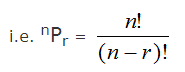 i.e. ⁿPᵣ = n! / (n – r)!